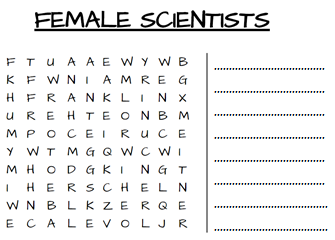 FEMALE SCIENTISTS
F T U A A E W Y W B
K F W N I A M R E G
H F R A N K L I N X
U R E H T E O N B M
M P O C E I R U C E
Y W T M G Q W C W I
M H O D G K I N G T
I H E R S C H E L N
W N B L K Z E R Q E
E C A L E V O L J R